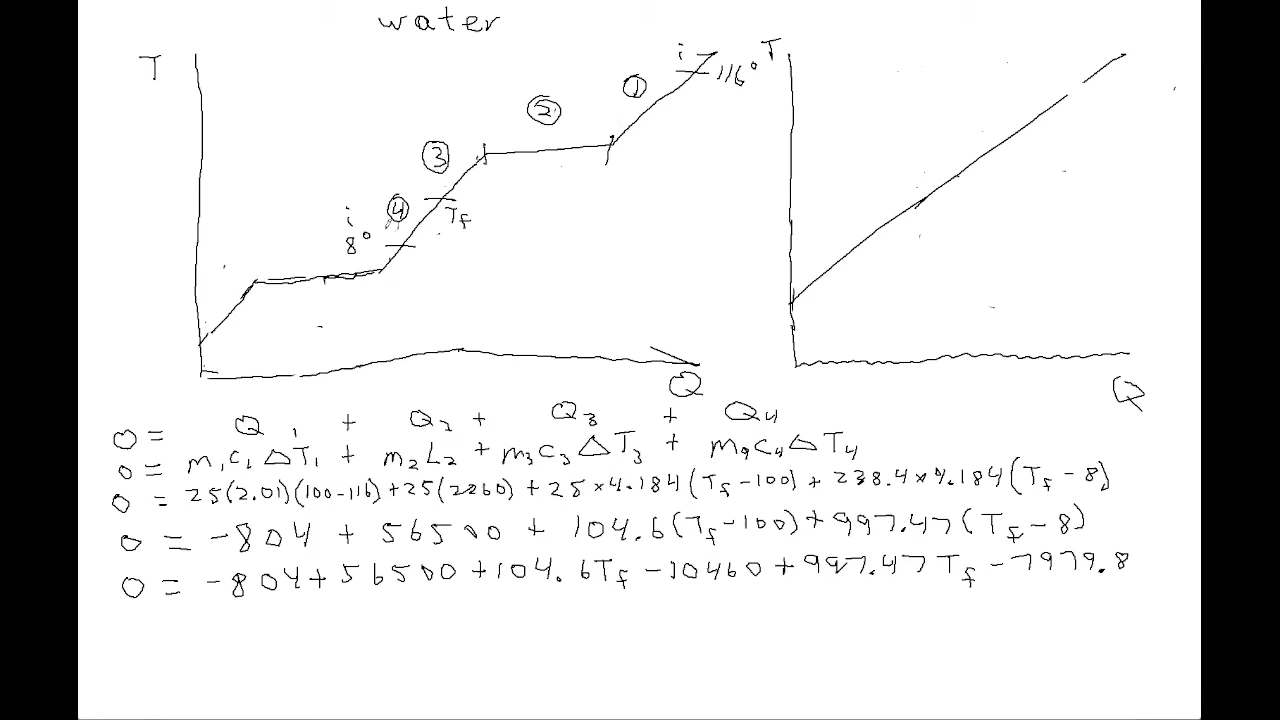 water
T
i
116°
T
①
②
③
④
i
Tf
8°
Q
Q
0 = Q1 + Q2 + Q3 + Q4
0 = m1c1ΔT1 + m2L2 + m3c3ΔT3 + m4c4ΔT4
0 = 25(2.01)(100-116) + 25(2260) + 25×4.184(Tf-100) + 238.4×4.184(Tf-8)
0 = -804 + 56500 + 104.6(Tf-100) + 997.47(Tf-8)
0 = -804 + 56500 + 104.6Tf - 10460 + 997.47Tf - 7979.8